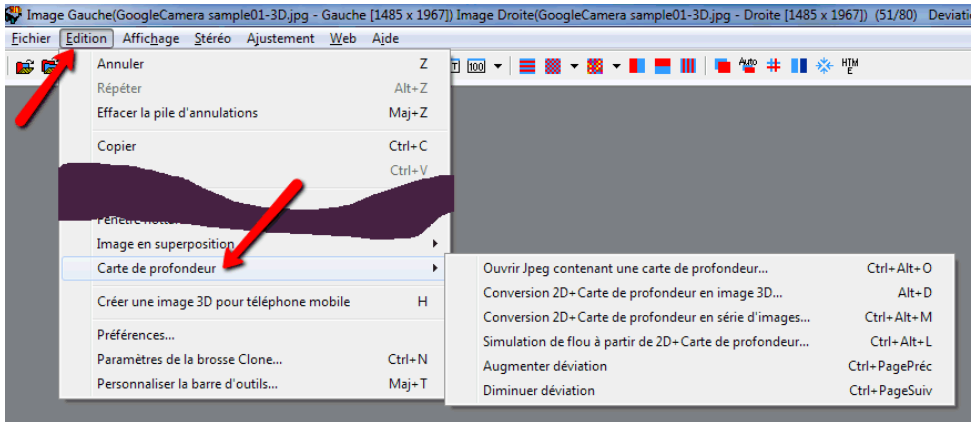 Image Gauche(GoogleCamera sample01-3D.jpg - Gauche [1485 x 1967]) Image Droite(GoogleCamera sample01-3D.jpg - Droite [1485 x 1967]) (51/80) Deviati
Fichier Edition Affichage Stéréo Ajustement Web Aide
100 Auto HTM E
Annuler Z
Répéter Alt+Z
Effacer la pile d'annulations Maj+Z
Copier Ctrl+C
Ctrl+V
Image en superposition
Carte de profondeur
Créer une image 3D pour téléphone mobile H
Préférences...
Paramètres de la brosse Clone... Ctrl+N
Personnaliser la barre d'outils... Maj+T
Ouvrir Jpeg contenant une carte de profondeur... Ctrl+Alt+O
Conversion 2D+Carte de profondeur en image 3D... Alt+D
Conversion 2D+Carte de profondeur en série d'images... Ctrl+Alt+M
Simulation de flou à partir de 2D+Carte de profondeur... Ctrl+Alt+L
Augmenter déviation Ctrl+PagePréc
Diminuer déviation Ctrl+PageSuiv